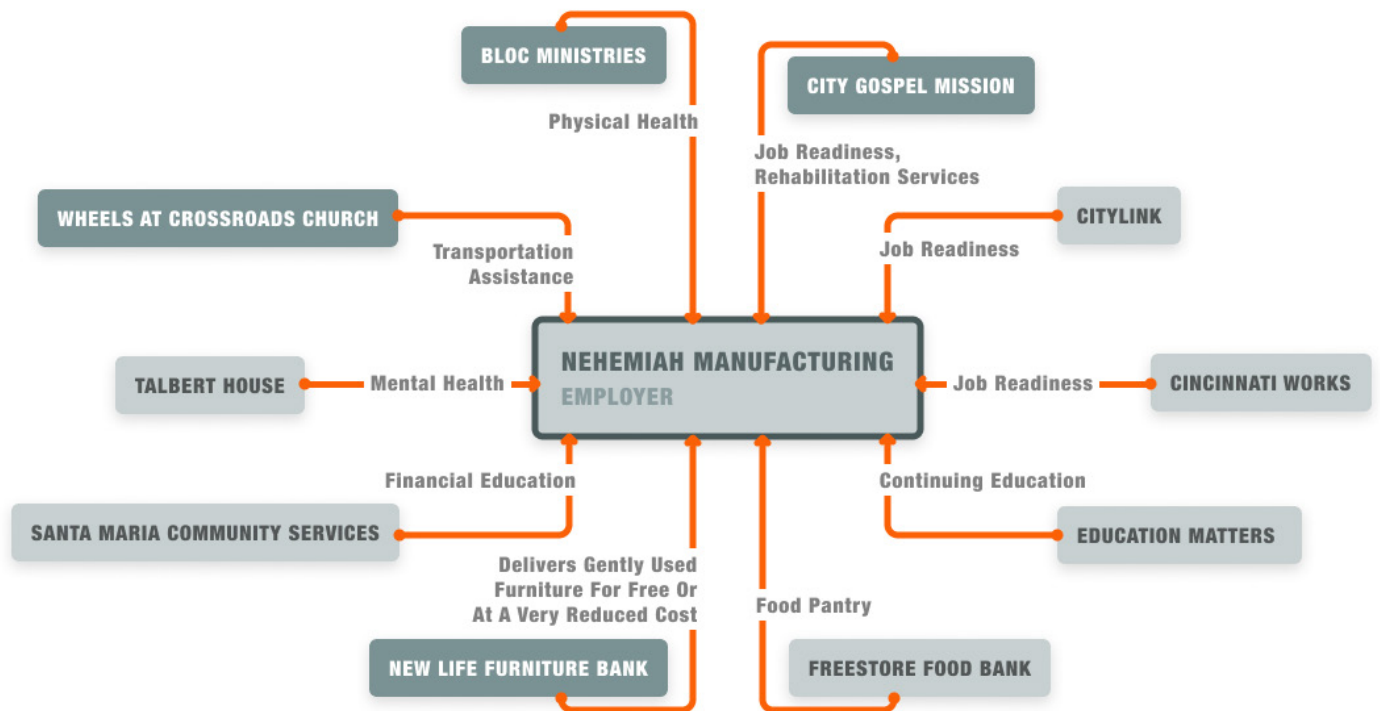 BLOC MINISTRIES
CITY GOSPEL MISSION
Physical Health
Job Readiness,
Rehabilitation Services
WHEELS AT CROSSROADS CHURCH
CITYLINK
Transportation
Assistance
Job Readiness
NEHEMIAH MANUFACTURING
EMPLOYER
TALBERT HOUSE
Mental Health
Job Readiness
CINCINNATI WORKS
Financial Education
Continuing Education
SANTA MARIA COMMUNITY SERVICES
EDUCATION MATTERS
Delivers Gently Used
Furniture For Free Or
At A Very Reduced Cost
Food Pantry
NEW LIFE FURNITURE BANK
FREESTORE FOOD BANK